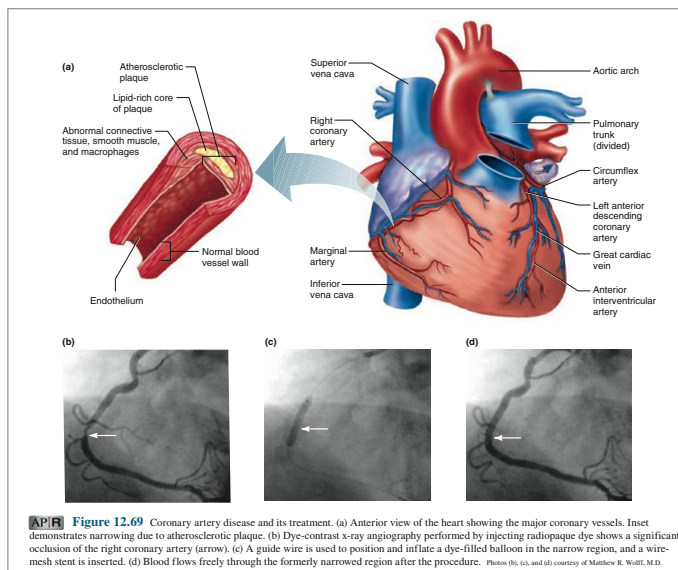 (a)
Atherosclerotic
plaque
Lipid-rich core
of plaque
Abnormal connective
tissue, smooth muscle,
and macrophages
Normal blood
vessel wall
Endothelium
Superior
vena cava
Right
coronary
artery
Marginal
artery
Inferior
vena cava
Aortic arch
Pulmonary
trunk
(divided)
Circumflex
artery
Left anterior
descending
coronary
artery
Great cardiac
vein
Anterior
interventricular
artery
(b)
(c)
(d)
AP|R Figure 12.69 Coronary artery disease and its treatment. (a) Anterior view of the heart showing the major coronary vessels. Inset
demonstrates narrowing due to atherosclerotic plaque. (b) Dye-contrast x-ray angiography performed by injecting radiopaque dye shows a significant
occlusion of the right coronary artery (arrow). (c) A guide wire is used to position and inflate a dye-filled balloon in the narrow region, and a wire-
mesh stent is inserted. (d) Blood flows freely through the formerly narrowed region after the procedure. Photos (b), (c), and (d) courtesy of Matthew R. Wolff, M.D.